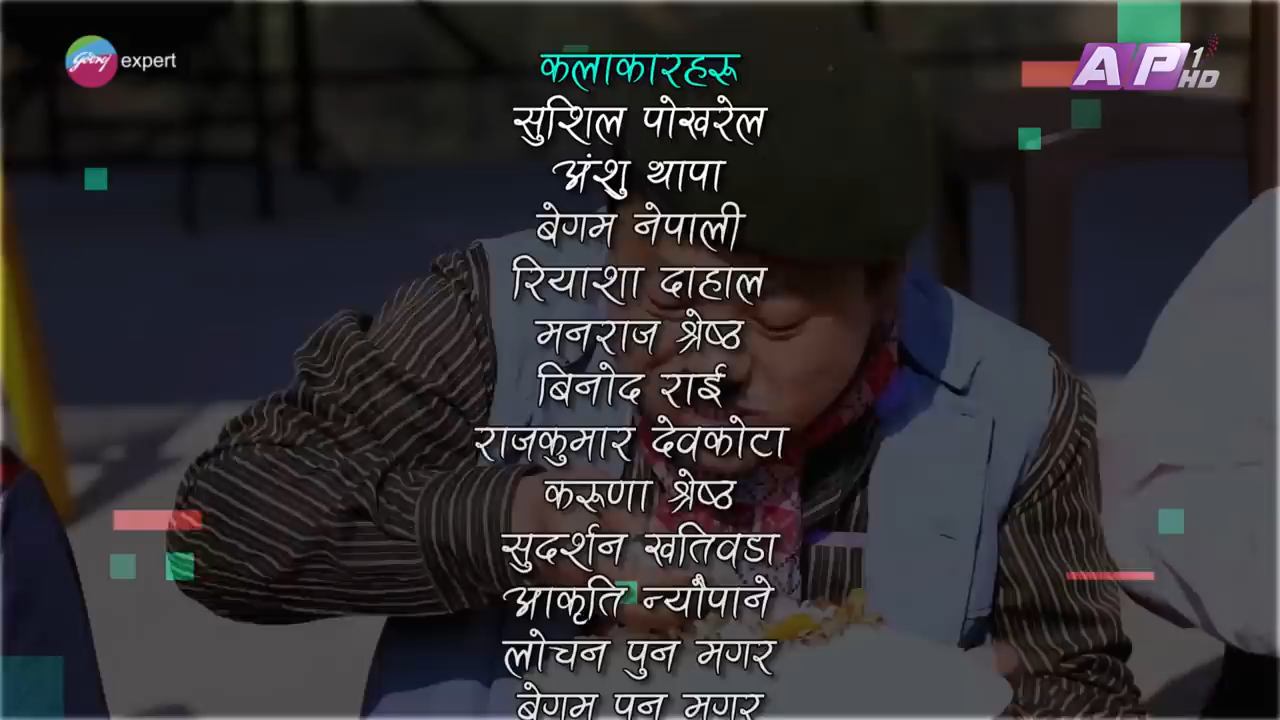 Godrej expert
AP1 HD
कलाकारहरू
सुशिल पोखरेल
अंशु थापा
बेगम नेपाली
रियाशा दाहाल
मनराज श्रेष्ठ
बिनोद राई
राजकुमार देवकोटा
करूणा श्रेष्ठ
सुदर्शन खतिवडा
आकृति न्यौपाने
लोचन पुन मगर
बेगम पुन मगर